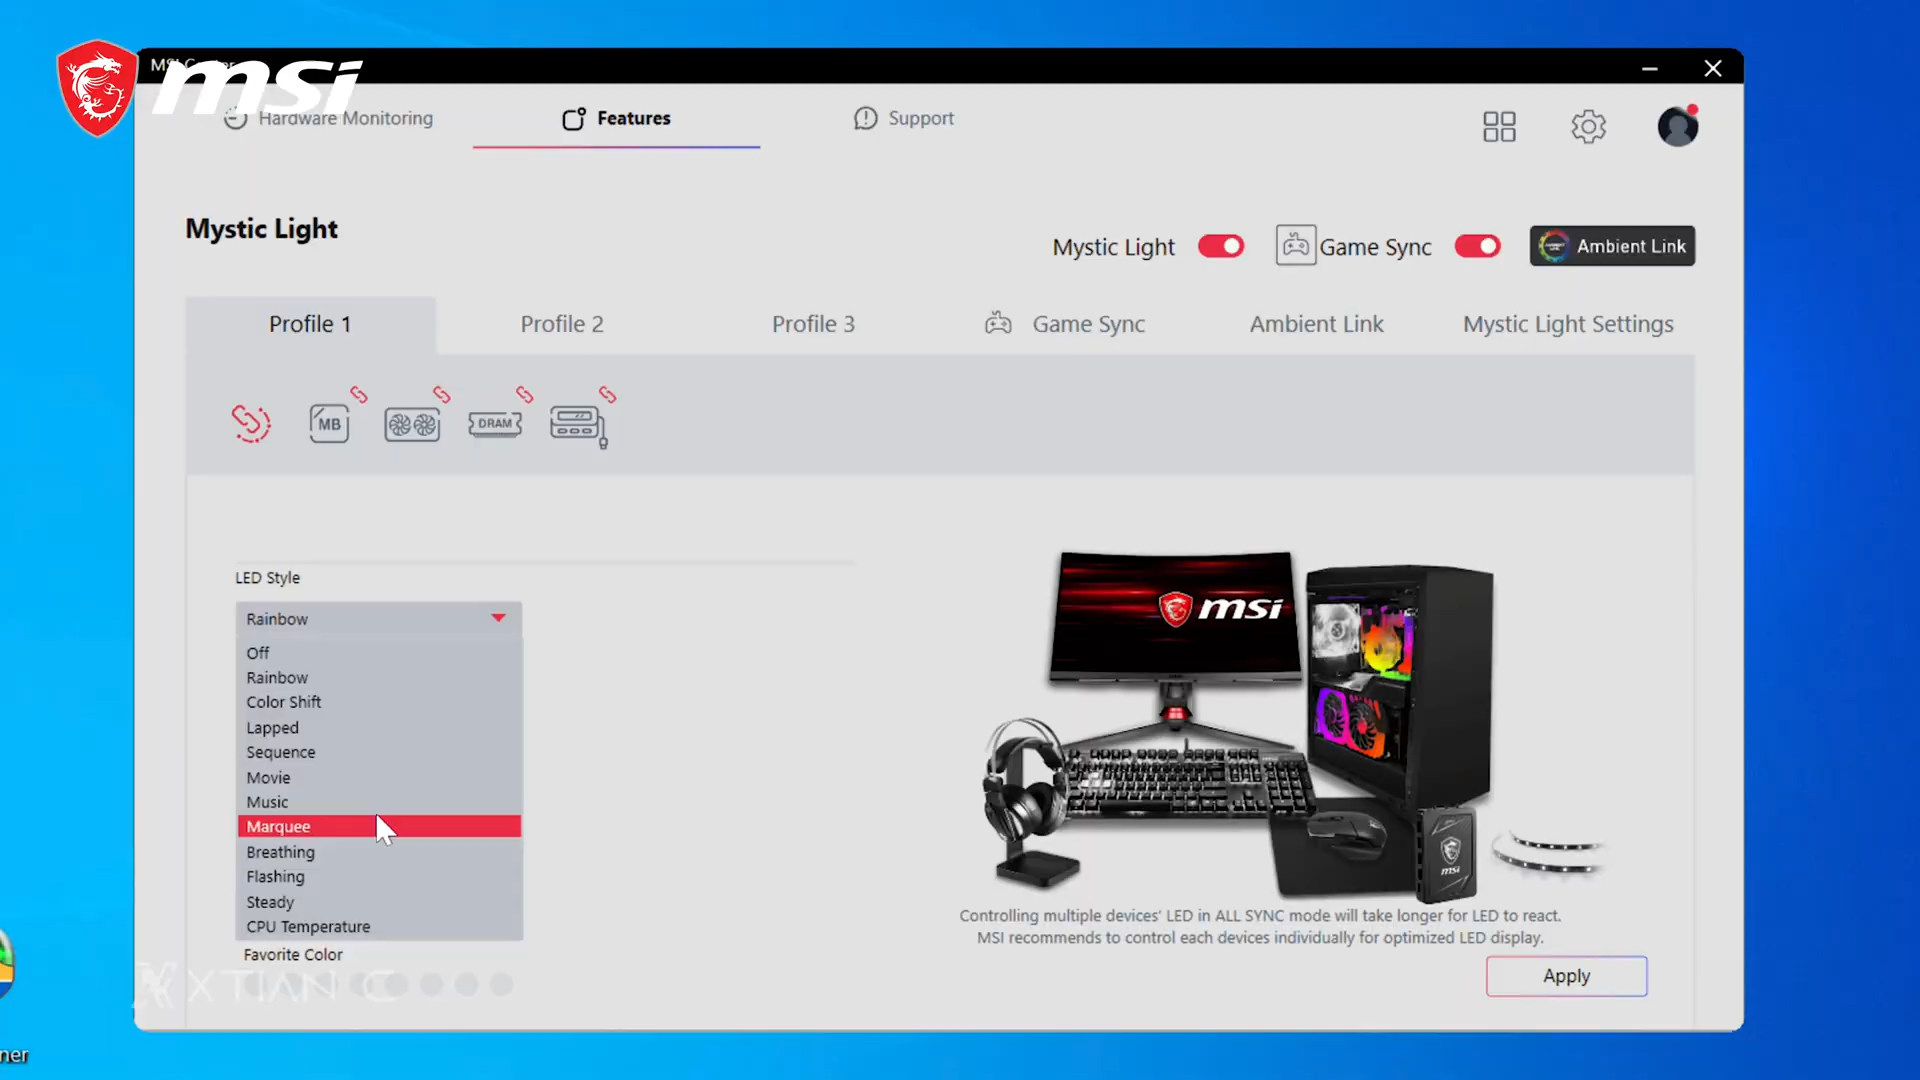 msi
Hardware Monitoring
Features
Support
Mystic Light
Mystic Light
Game Sync
Ambient Link
Profile 1
Profile 2
Profile 3
Game Sync
Ambient Link
Mystic Light Settings
MB
DRAM
LED Style
Rainbow
Off
Rainbow
Color Shift
Lapped
Sequence
Movie
Music
Marquee
Breathing
Flashing
Steady
CPU Temperature
Favorite Color
msi
msi
Controlling multiple devices' LED in ALL SYNC mode will take longer for LED to react.
MSI recommends to control each devices individually for optimized LED display.
Apply
XTIAN C
ner